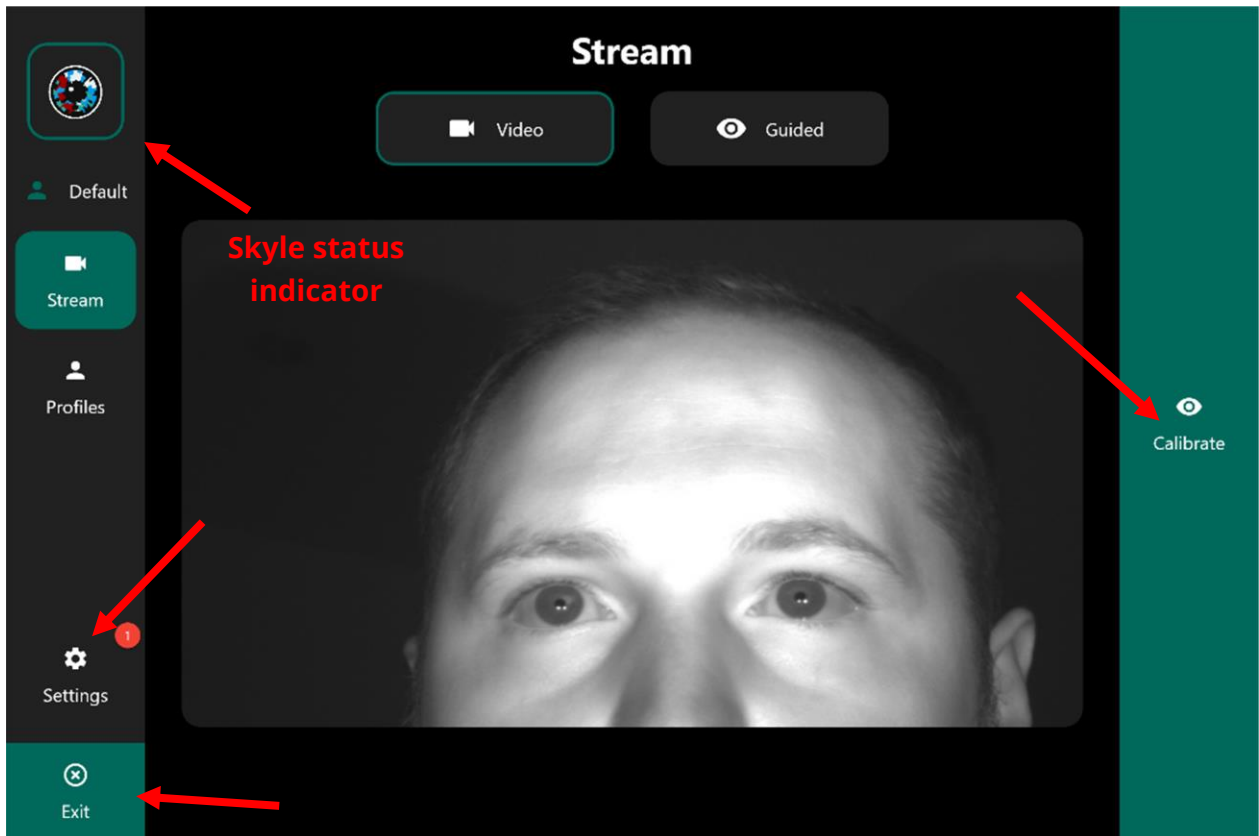 Stream
Video
Guided
Default
Skyle status
indicator
Stream
Profiles
Calibrate
1
Settings
Exit